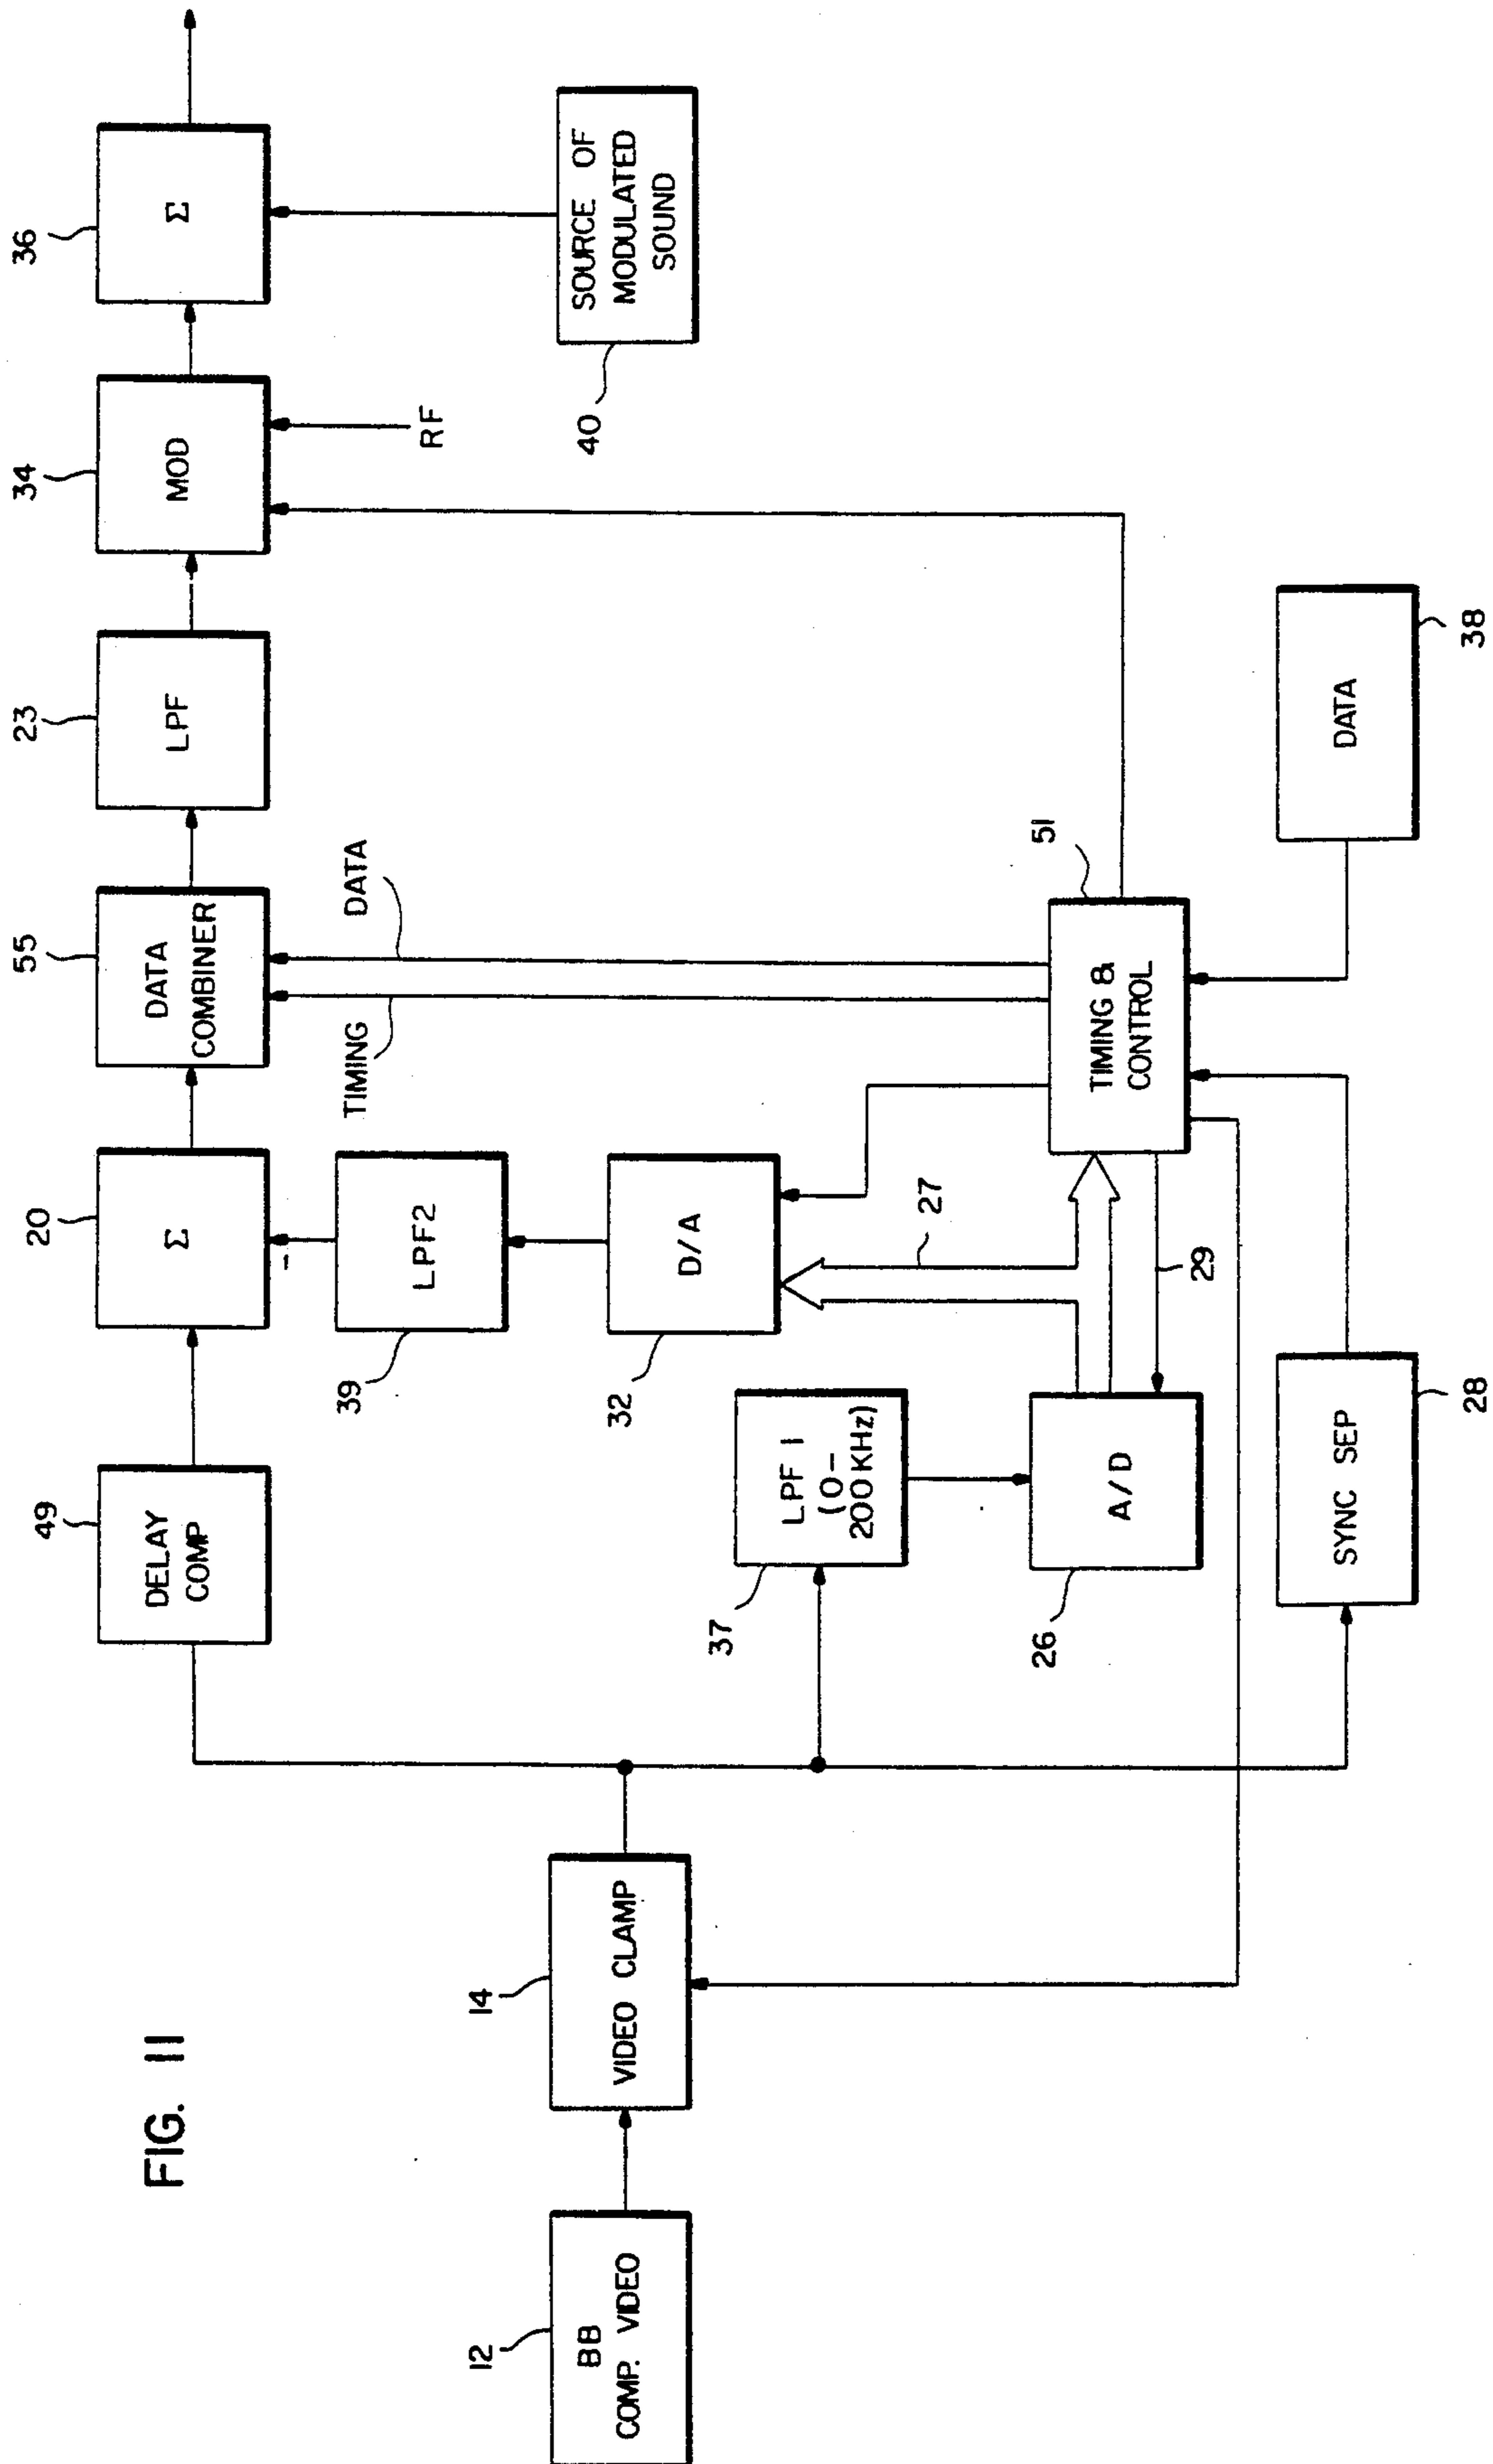 FIG. 11
12
BB
COMP. VIDEO
14
VIDEO CLAMP
49
DELAY
COMP
20
Σ
–
55
DATA
COMBINER
23
LPF
34
MOD
RF
36
Σ
40
SOURCE OF
MODULATED
SOUND
39
LPF2
TIMING
DATA
32
D/A
37
LPF 1
(0-
200KHz)
27
26
A/D
29
51
TIMING &
CONTROL
28
SYNC SEP
38
DATA